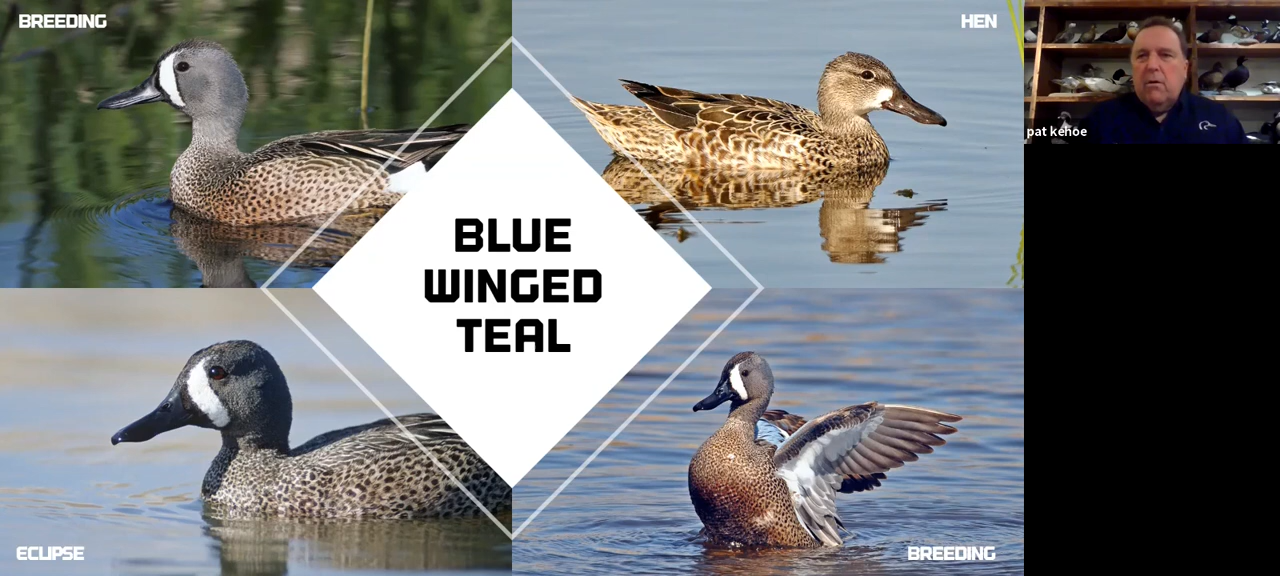 BREEDING
HEN
pat kehoe
BLUE
WINGED
TEAL
ECLIPSE
BREEDING